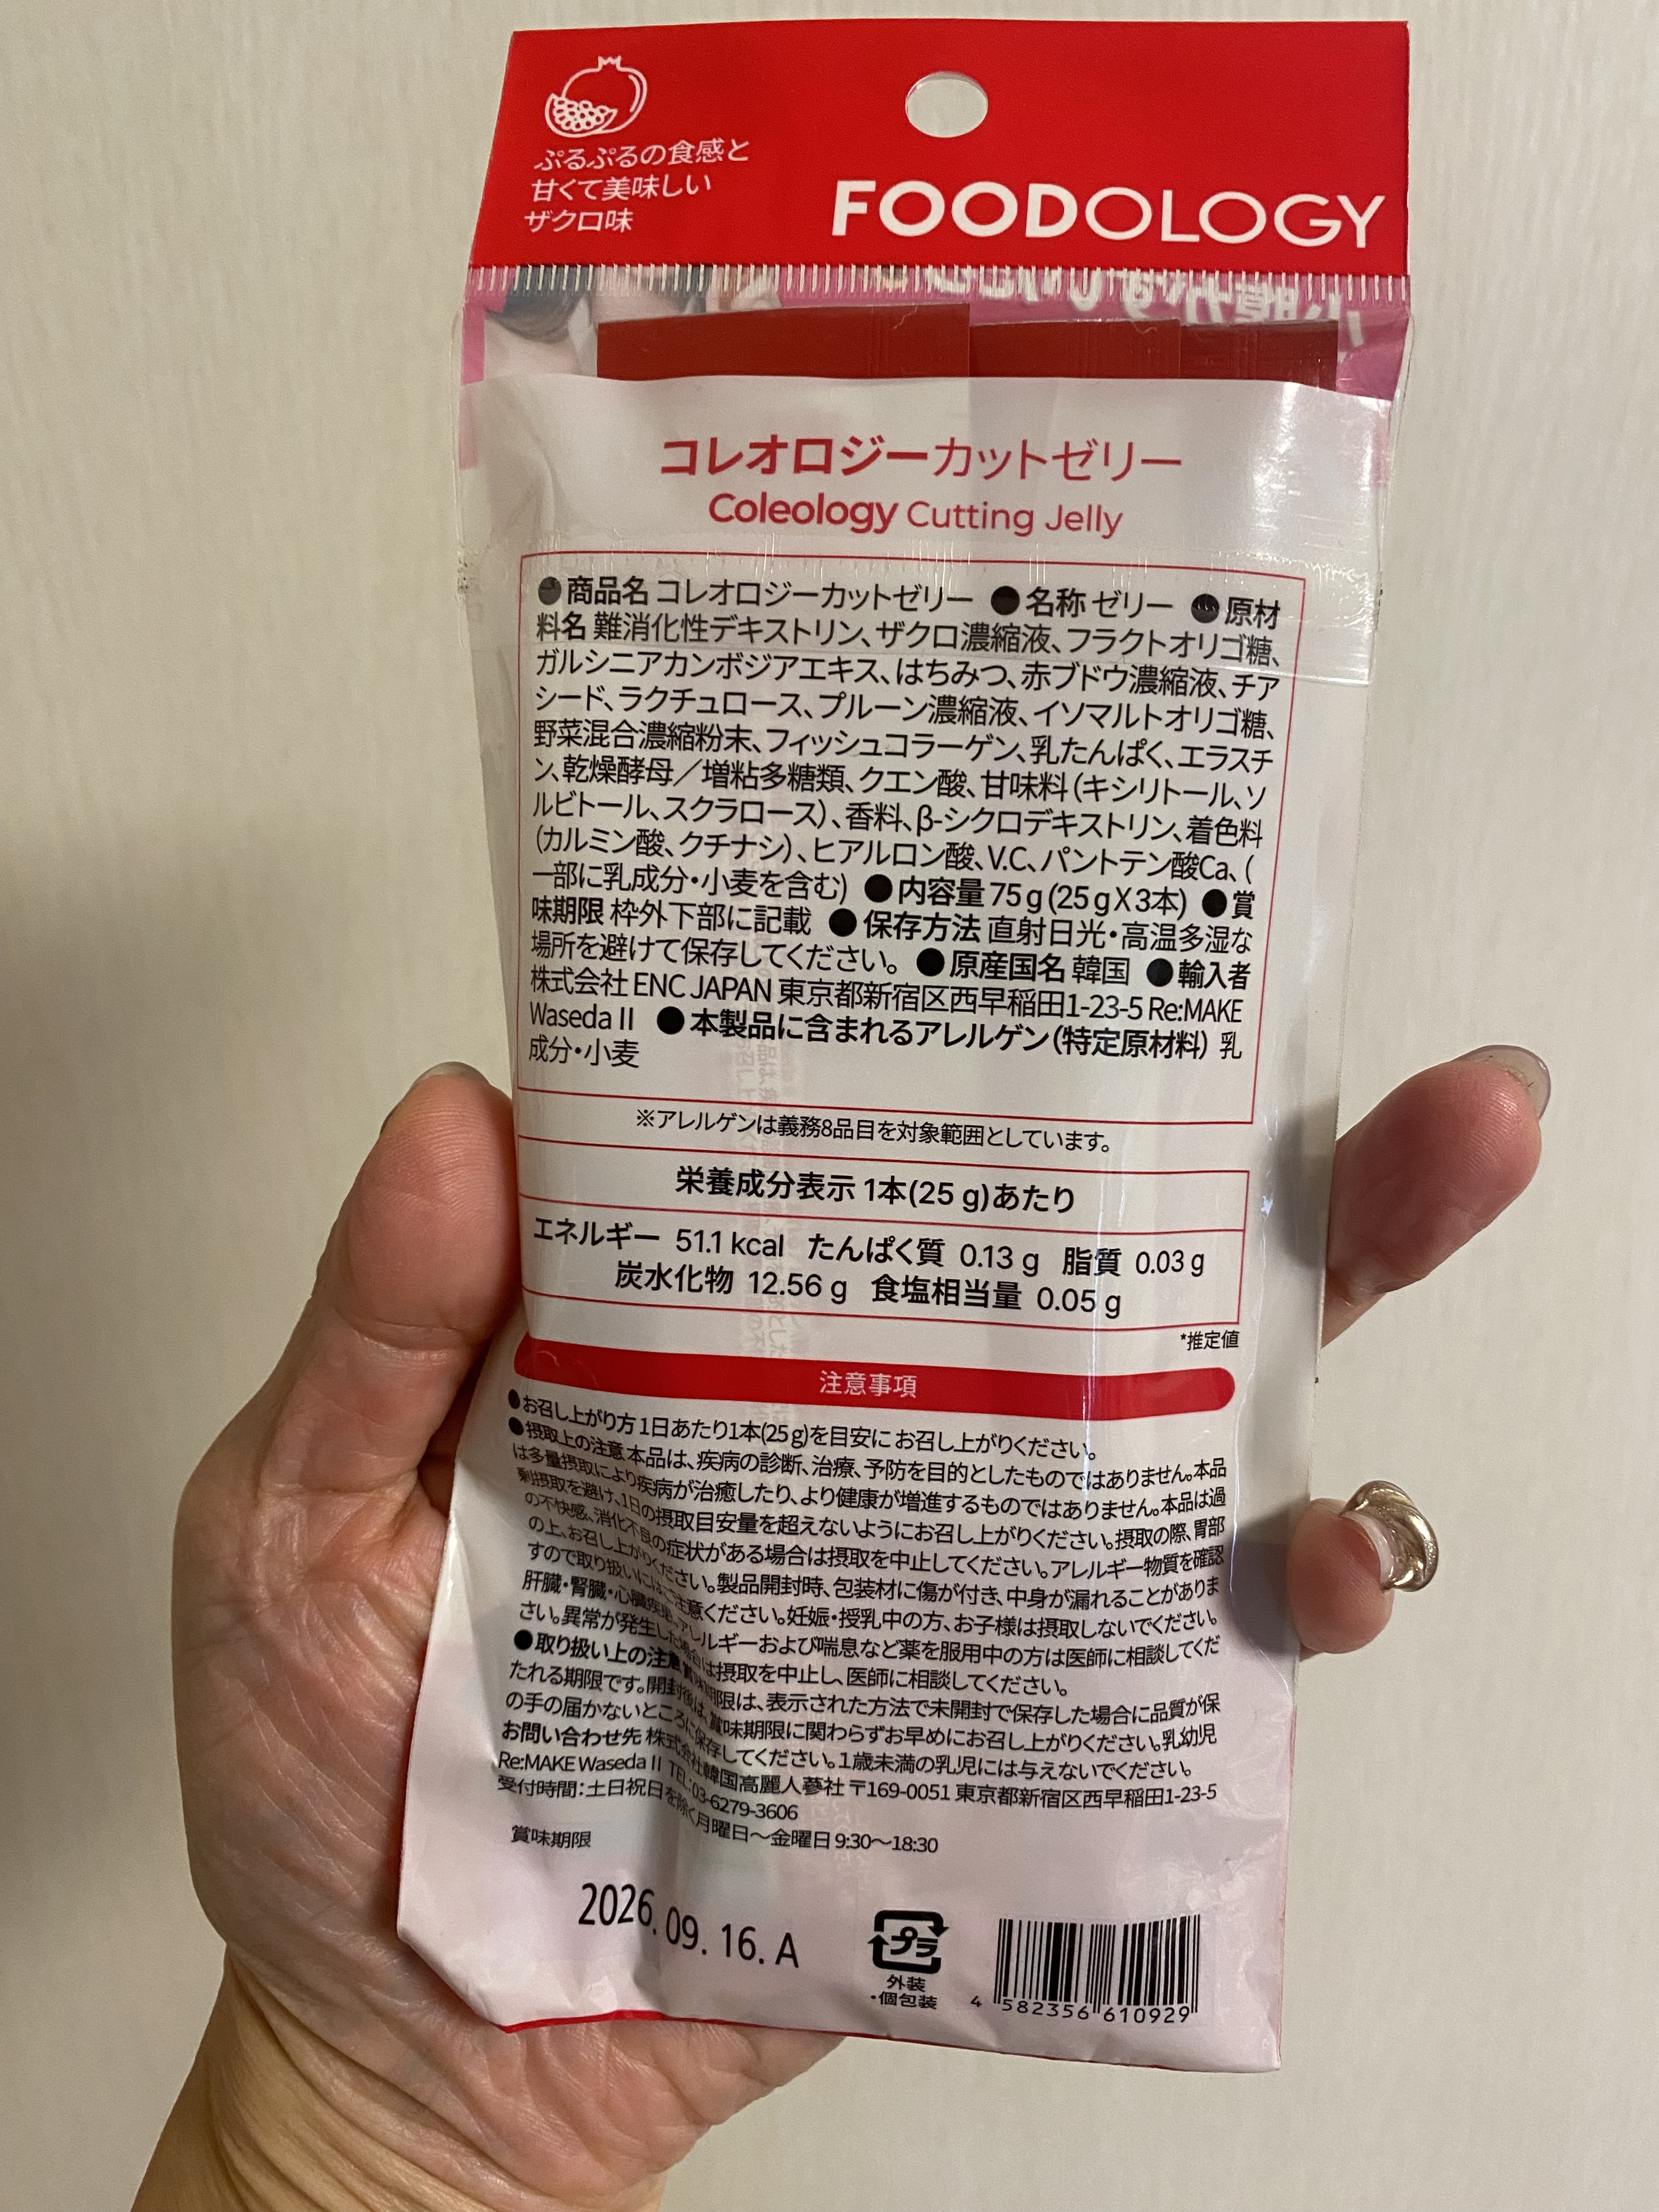 ぷるぷるの食感と
甘くて美味しい
ザクロ味
FOODOLOGY
コレオロジーカットゼリー
Coleology Cutting Jelly
●商品名 コレオロジーカットゼリー ●名称 ゼリー ●原材
料名 難消化性デキストリン、ザクロ濃縮液、フラクトオリゴ糖、
ガルシニアカンボジアエキス、はちみつ、赤ブドウ濃縮液、チア
シード、ラクチュロース、プルーン濃縮液、イソマルトオリゴ糖、
野菜混合濃縮粉末、フィッシュコラーゲン、乳たんぱく、エラスチ
ン、乾燥酵母／増粘多糖類、クエン酸、甘味料(キシリトール、ソ
ルビトール、スクラロース)、香料、β-シクロデキストリン、着色料
(カルミン酸、クチナシ)、ヒアルロン酸、V.C、パントテン酸Ca、(
一部に乳成分・小麦を含む) ●内容量 75g(25gX3本) ●賞
味期限 枠外下部に記載 ●保存方法 直射日光・高温多湿な
場所を避けて保存してください。 ●原産国名 韓国 ●輸入者
株式会社 ENC JAPAN 東京都新宿区西早稲田1-23-5 Re:MAKE
Waseda II ●本製品に含まれるアレルゲン(特定原材料) 乳
成分・小麦
※アレルゲンは義務8品目を対象範囲としています。
栄養成分表示 1本(25 g)あたり
エネルギー 51.1 kcal たんぱく質 0.13 g 脂質 0.03 g
炭水化物 12.56 g 食塩相当量 0.05 g
*推定値
注意事項
●お召し上がり方 1日あたり1本(25g)を目安にお召し上がりください。
●摂取上の注意 本品は、疾病の診断、治療、予防を目的としたものではありません。本品
は多量摂取により疾病が治癒したり、より健康が増進するものではありません。本品は過
剰摂取を避け、1日の摂取目安量を超えないようにお召し上がりください。摂取の際、胃部
の不快感、消化不良の症状がある場合は摂取を中止してください。アレルギー物質を確認
の上、お召し上がりください。製品開封時、包装材に傷が付き、中身が漏れることがありま
すので取り扱いにはご注意ください。妊娠・授乳中の方、お子様は摂取しないでください。
肝臓・腎臓・心臓疾患、アレルギーおよび喘息など薬を服用中の方は医師に相談してくだ
さい。異常が発生した場合は摂取を中止し、医師に相談してください。
●取り扱い上の注意 賞味期限は、表示された方法で未開封で保存した場合に品質が保
たれる期限です。開封後は、賞味期限に関わらずお早めにお召し上がりください。乳幼児
の手の届かないところに保存してください。1歳未満の乳児には与えないでください。
お問い合わせ先 株式会社韓国高麗人蔘社 〒169-0051 東京都新宿区西早稲田1-23-5
Re:MAKE Waseda II TEL:03-6279-3606
受付時間：土日祝日を除く月曜日〜金曜日 9:30〜18:30
賞味期限
2026. 09. 16. A
プラ
外装
・個包装
4 582356 610929